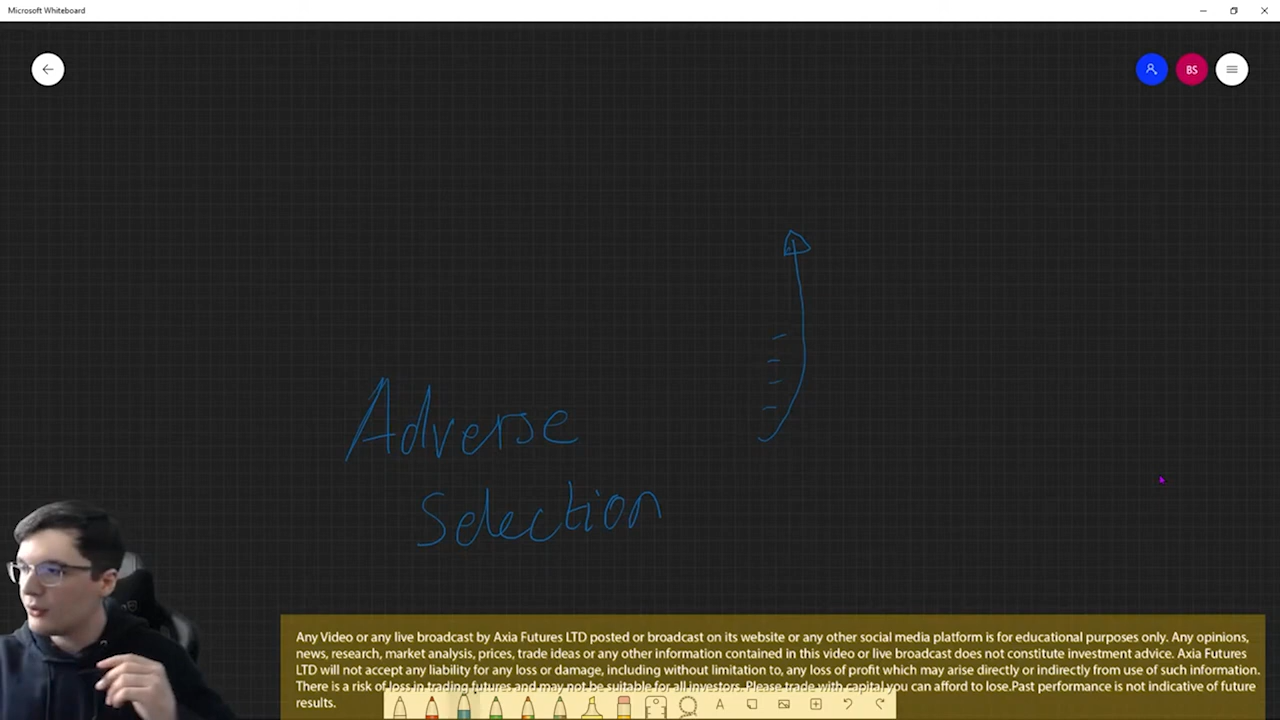 Microsoft Whiteboard
BS
Adverse
Selection
Any Video or any live broadcast by Axia Futures LTD posted or broadcast on its website or any other social media platform is for educational purposes only. Any opinions,
news, research, market analysis, prices, trade ideas or any other information contained in this video or live broadcast does not constitute investment advice. Axia Futures
LTD will not accept any liability for any loss or damage, including without limitation to, any loss of profit which may arise directly or indirectly from use of such information.
There is a risk of loss in trading futures and may not be suitable for all investors. Please trade with capital you can afford to lose.Past performance is not indicative of future
results.